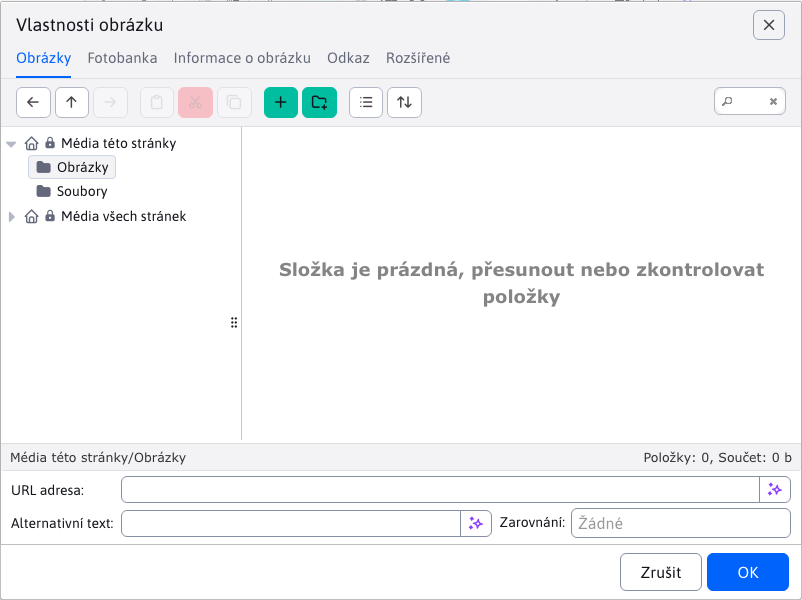 Vlastnosti obrázku
Obrázky Fotobanka Informace o obrázku Odkaz Rozšířené
Média této stránky
Obrázky
Soubory
Média všech stránek
Složka je prázdná, přesunout nebo zkontrolovat
položky
Média této stránky/Obrázky Položky: 0, Součet: 0 b
URL adresa:
Alternativní text: Zarovnání: Žádné
Zrušit OK